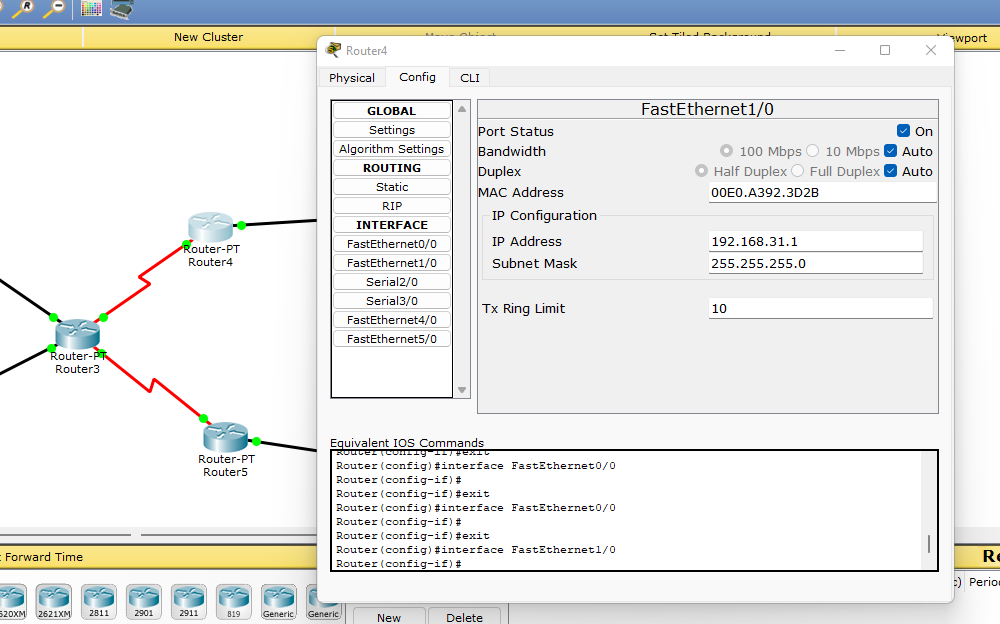 R
New Cluster
Viewport
Router4
Physical
Config
CLI
GLOBAL
Settings
Algorithm Settings
ROUTING
Static
RIP
INTERFACE
FastEthernet0/0
FastEthernet1/0
Serial2/0
Serial3/0
FastEthernet4/0
FastEthernet5/0
FastEthernet1/0
Port Status
On
Bandwidth
100 Mbps
10 Mbps
Auto
Duplex
Half Duplex
Full Duplex
Auto
MAC Address
00E0.A392.3D2B
IP Configuration
IP Address
192.168.31.1
Subnet Mask
255.255.255.0
Tx Ring Limit
10
Equivalent IOS Commands
Router(config-if)#exit
Router(config)#interface FastEthernet0/0
Router(config-if)#
Router(config-if)#exit
Router(config)#interface FastEthernet0/0
Router(config-if)#
Router(config-if)#exit
Router(config)#interface FastEthernet1/0
Router(config-if)#
Router-PT
Router4
Router-PT
Router3
Router-PT
Router5
Forward Time
620XM
2621XM
2811
2901
2911
819
Generic
Generic
New
Delete